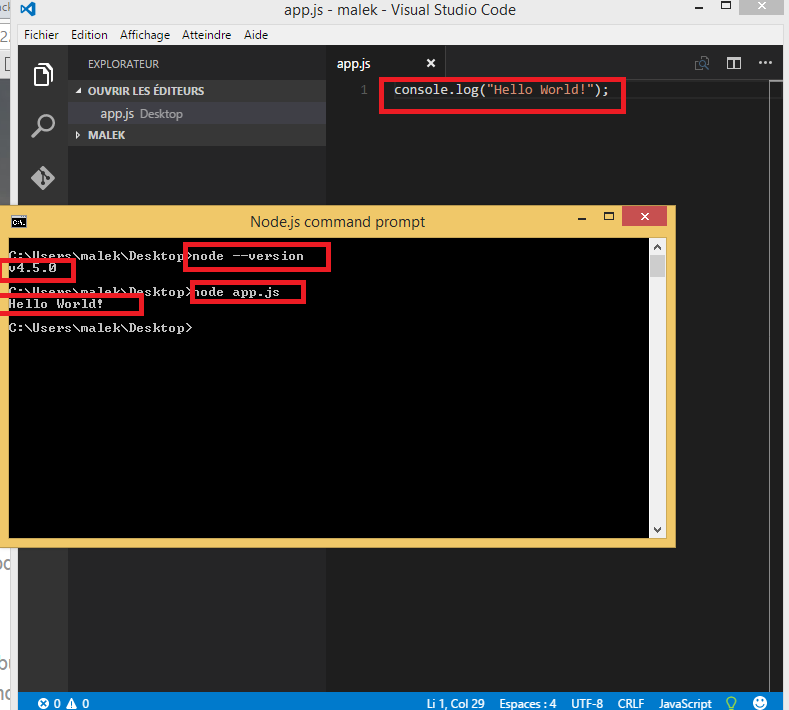 app.js - malek - Visual Studio Code
Fichier Edition Affichage Atteindre Aide
EXPLORATEUR
OUVRIR LES ÉDITEURS
app.js Desktop
MALEK
app.js
1 console.log("Hello World!");
Node.js command prompt
C:\Users\malek\Desktop>node --version
v4.5.0
C:\Users\malek\Desktop>node app.js
Hello World!
C:\Users\malek\Desktop>
0 0 Li 1, Col 29 Espaces : 4 UTF-8 CRLF JavaScript